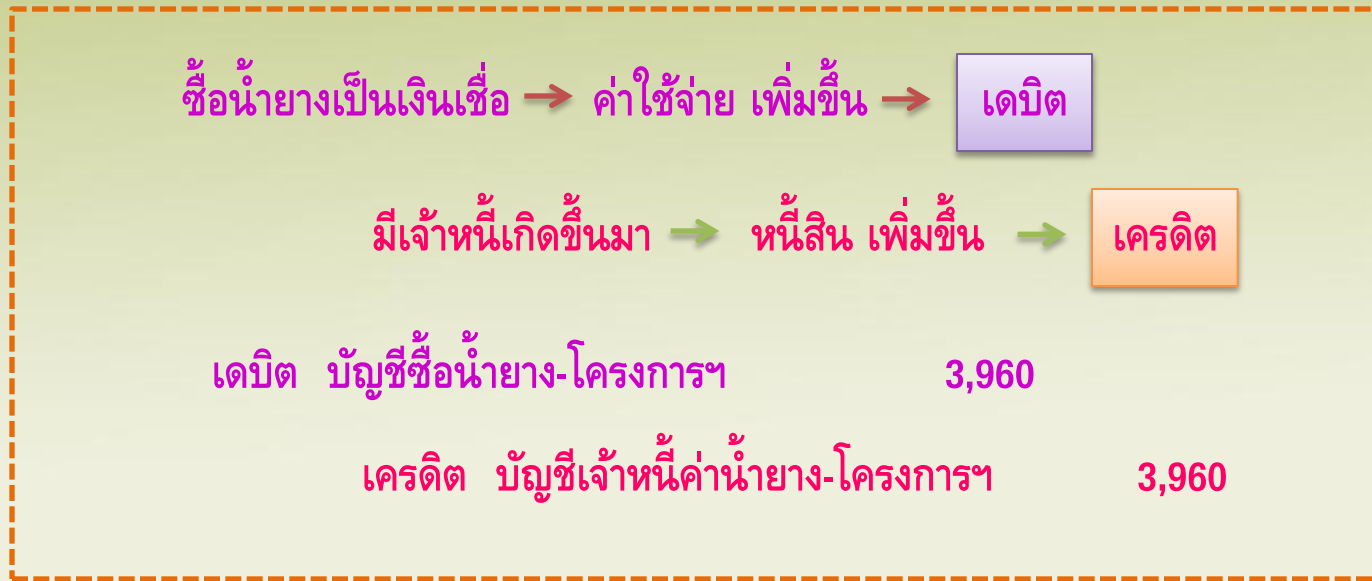 ซื้อน้ำยางเป็นเงินเชื่อ → ค่าใช้จ่าย เพิ่มขึ้น → เดบิต
มีเจ้าหนี้เกิดขึ้นมา → หนี้สิน เพิ่มขึ้น → เครดิต
เดบิต บัญชีซื้อน้ำยาง-โครงการฯ 3,960
เครดิต บัญชีเจ้าหนี้ค่าน้ำยาง-โครงการฯ 3,960